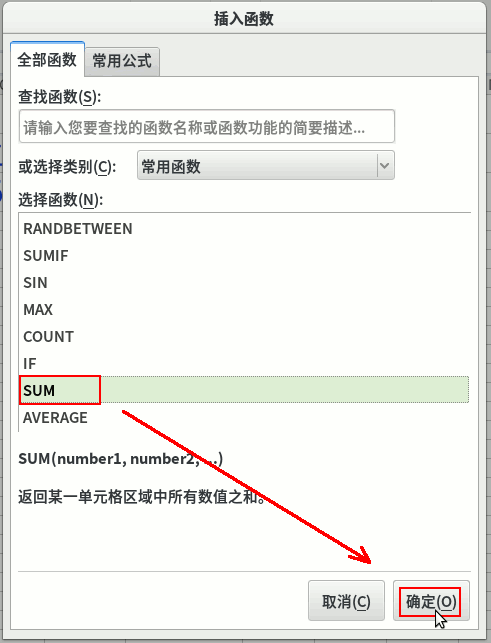 插入函数
全部函数 常用公式
查找函数(S):
请输入您要查找的函数名称或函数功能的简要描述...
或选择类别(C): 常用函数
选择函数(N):
RANDBETWEEN
SUMIF
SIN
MAX
COUNT
IF
SUM
AVERAGE
SUM(number1, number2, ...)
返回某一单元格区域中所有数值之和。
取消(C) 确定(O)